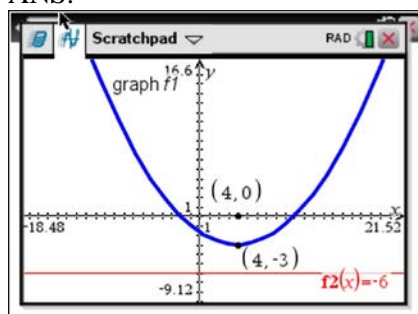 ANS:
Scratchpad RAD
16.6 y
graph f1
(4,0)
1
x
-18.48 -1 21.52
(4,-3)
f2(x)=-6
-9.12